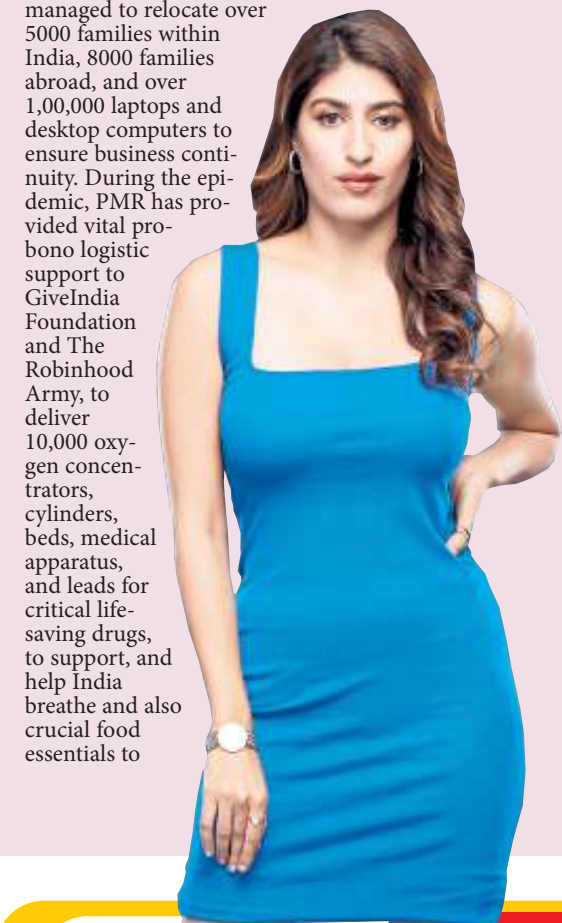 managed to relocate over
5000 families within
India, 8000 families
abroad, and over
1,00,000 laptops and
desktop computers to
ensure business conti-
nuity. During the epi-
demic, PMR has pro-
vided vital pro-
bono logistic
support to
GiveIndia
Foundation
and The
Robinhood
Army, to
deliver
10,000 oxy-
gen concen-
trators,
cylinders,
beds, medical
apparatus,
and leads for
critical life-
saving drugs,
to support, and
help India
breathe and also
crucial food
essentials to